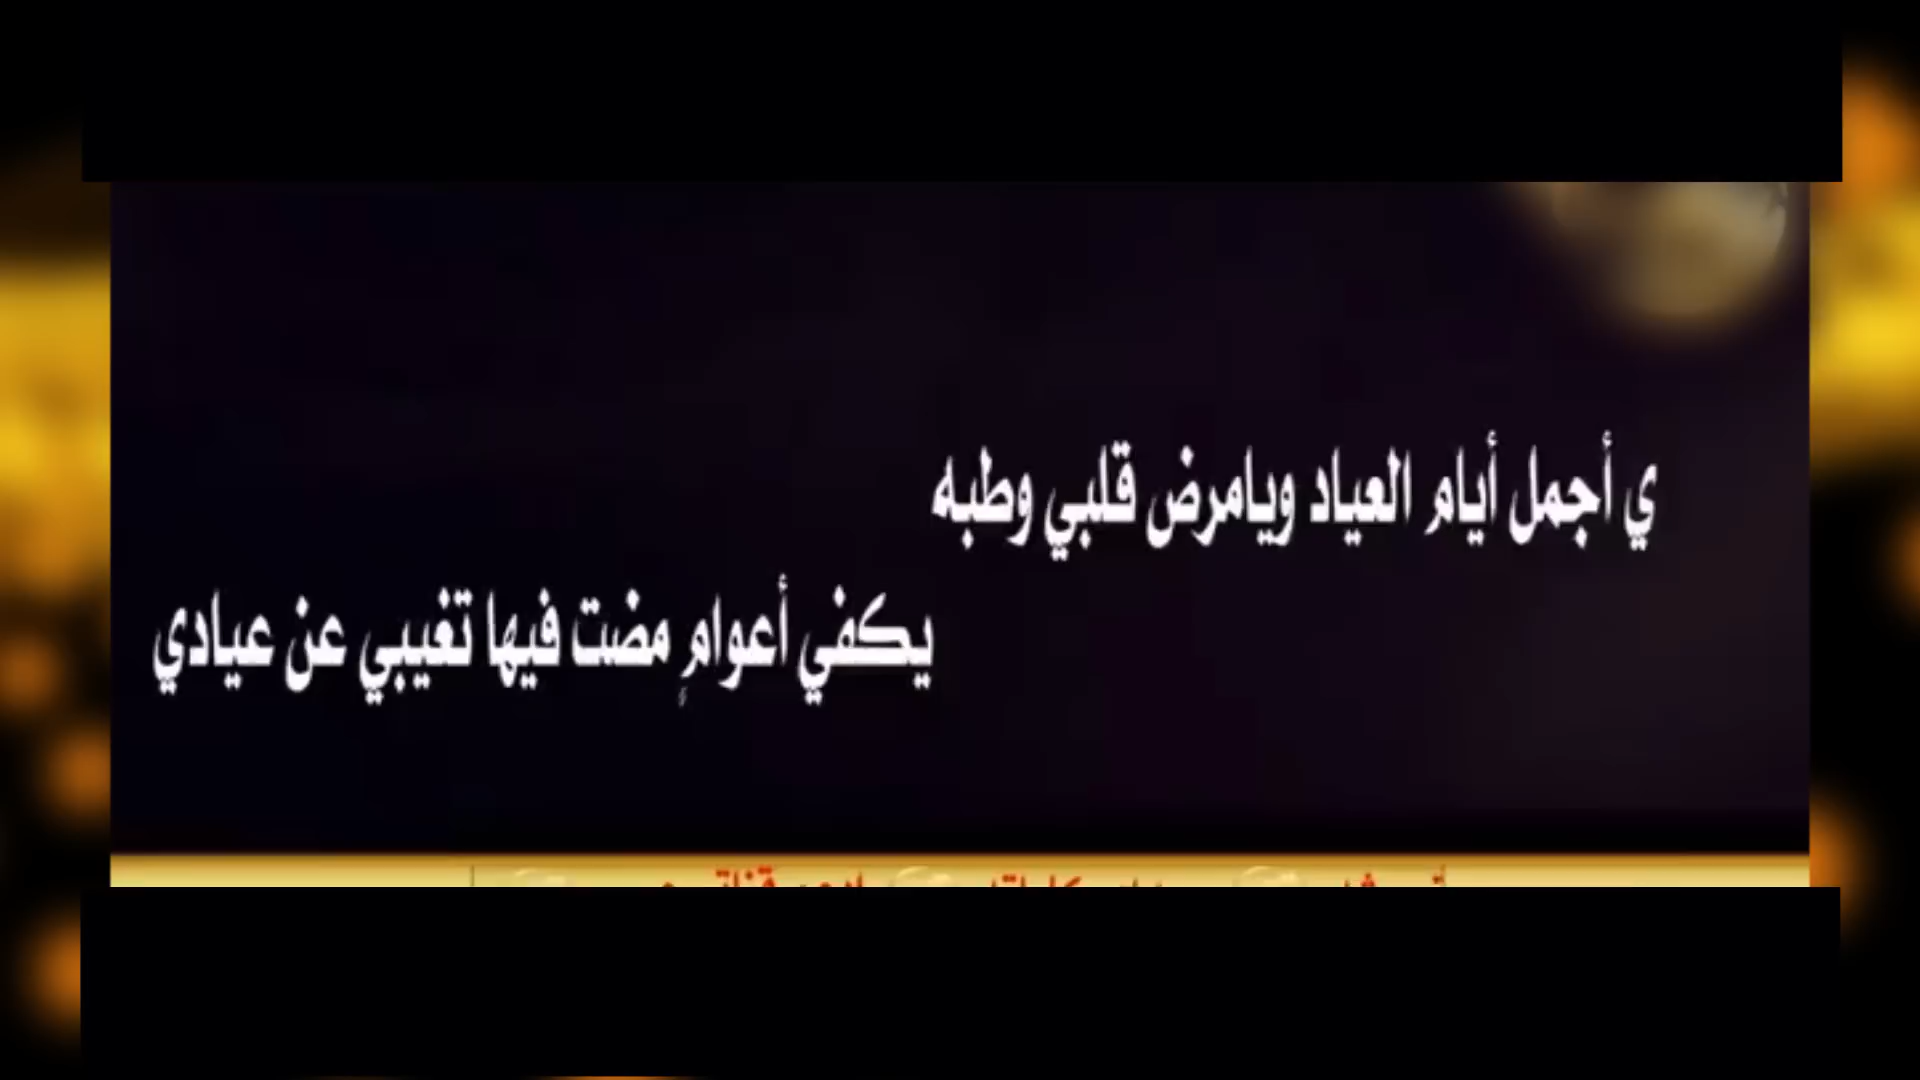 ي أجمل أيام العياد ويامرض قلبي وطبه
يكفي أعوامٍ مضت فيها تغيبي عن عيادي